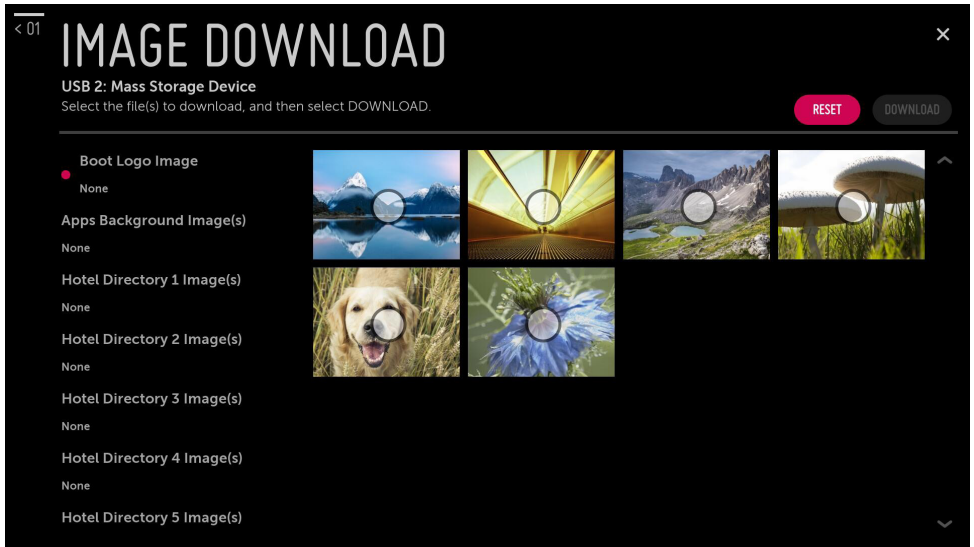 < 01
IMAGE DOWNLOAD
USB 2: Mass Storage Device
Select the file(s) to download, and then select DOWNLOAD.
RESET
DOWNLOAD
Boot Logo Image
None
Apps Background Image(s)
None
Hotel Directory 1 Image(s)
None
Hotel Directory 2 Image(s)
None
Hotel Directory 3 Image(s)
None
Hotel Directory 4 Image(s)
None
Hotel Directory 5 Image(s)